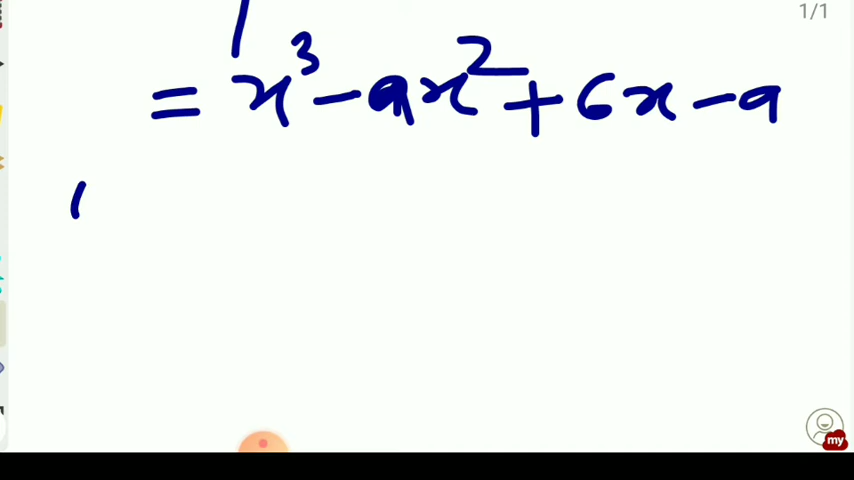 1/1
= x³ - ax² + 6x - a
my